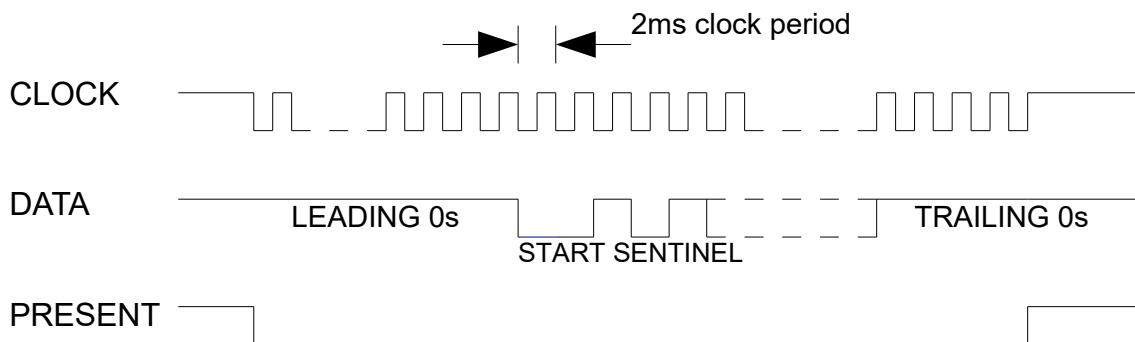 2ms clock period
CLOCK
DATA
LEADING 0s
TRAILING 0s
START SENTINEL
PRESENT